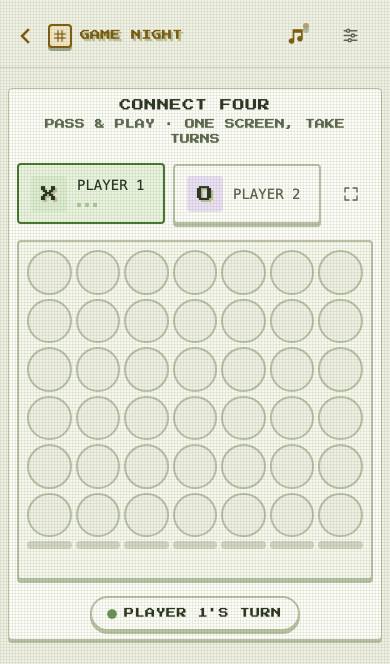 GAME NIGHT
CONNECT FOUR
PASS & PLAY · ONE SCREEN, TAKE
TURNS
X PLAYER 1
O PLAYER 2
PLAYER 1'S TURN